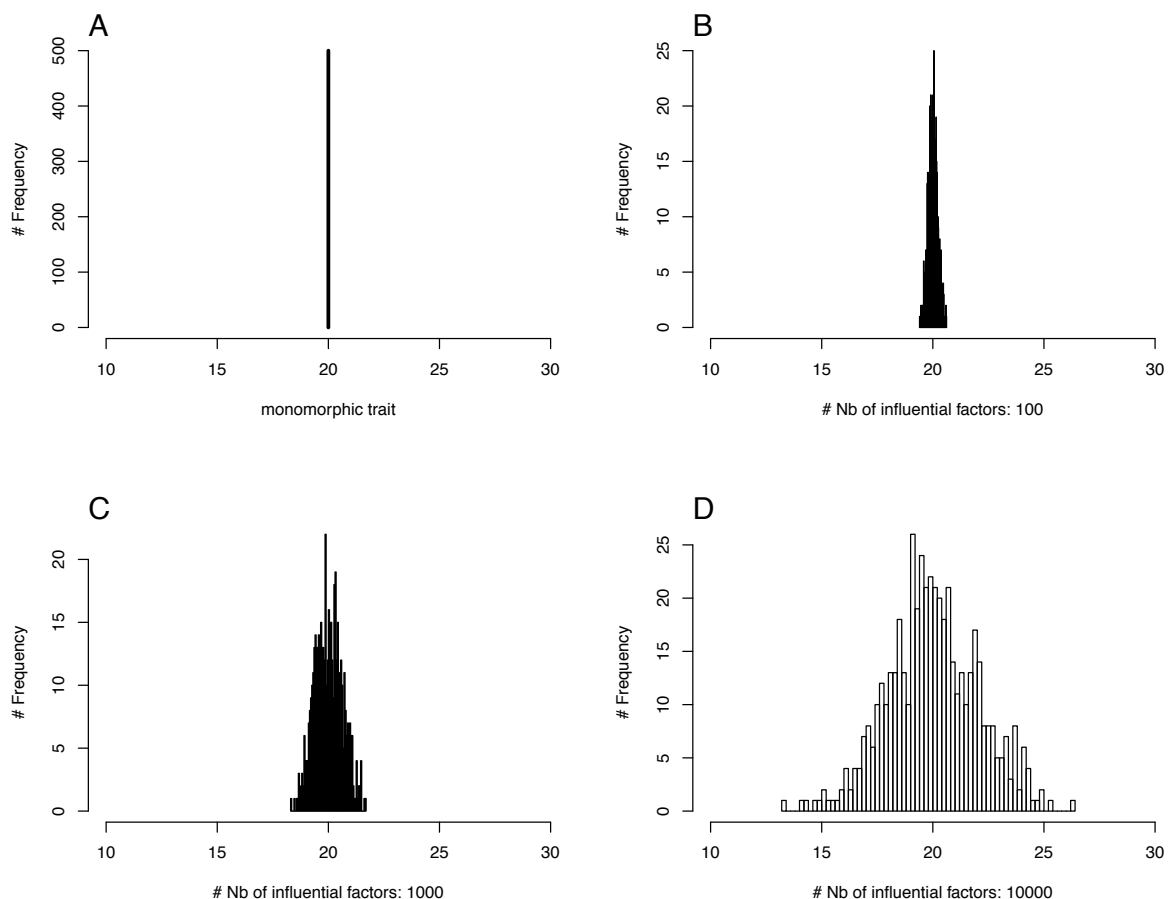 A
# Frequency
500
400
300
200
100
0
10 15 20 25 30
monomorphic trait
B
# Frequency
25
20
15
10
5
0
10 15 20 25 30
# Nb of influential factors: 100
C
# Frequency
20
15
10
5
0
10 15 20 25 30
# Nb of influential factors: 1000
D
# Frequency
25
20
15
10
5
0
10 15 20 25 30
# Nb of influential factors: 10000